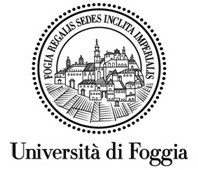 FOGIA REGALIS SEDES INCLITA IMPERIALIS
Università di Foggia